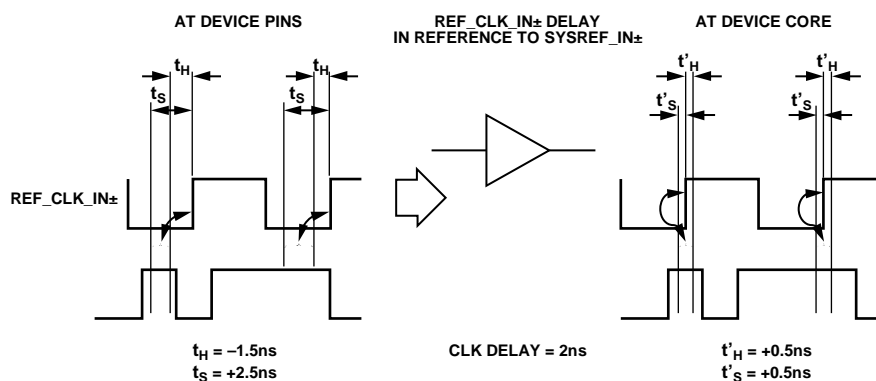 AT DEVICE PINS
REF_CLK_IN± DELAY
IN REFERENCE TO SYSREF_IN±
AT DEVICE CORE
tH
tH
tS
tS
t'H
t'H
t'S
t'S
REF_CLK_IN±
tH = –1.5ns
tS = +2.5ns
CLK DELAY = 2ns
t'H = +0.5ns
t'S = +0.5ns